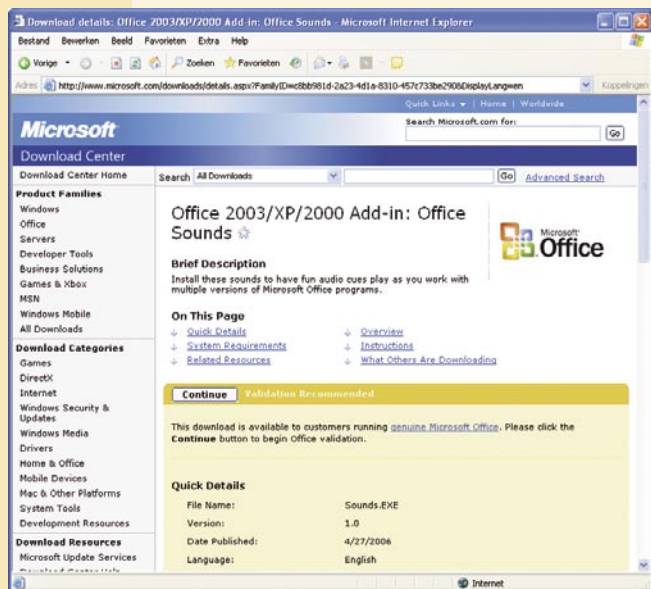 Download details: Office 2003/XP/2000 Add-in: Office Sounds - Microsoft Internet Explorer
Bestand Bewerken Beeld Favorieten Extra Help
Vorige Zoeken Favorieten
Adres http://www.microsoft.com/downloads/details.aspx?FamilyID=c8bb981d-2a23-4d1a-8310-457c733be290&DisplayLang=en Koppelingen
Quick Links | Home | Worldwide
Microsoft
Search Microsoft.com for:
Go
Download Center
Download Center Home
Search All Downloads Go Advanced Search
Product Families
Windows
Office
Servers
Developer Tools
Business Solutions
Games & Xbox
MSN
Windows Mobile
All Downloads
Download Categories
Games
DirectX
Internet
Windows Security &
Updates
Windows Media
Drivers
Home & Office
Mobile Devices
Mac & Other Platforms
System Tools
Development Resources
Download Resources
Microsoft Update Services
Download Center Help
Office 2003/XP/2000 Add-in: Office
Sounds
Microsoft
Office
Brief Description
Install these sounds to have fun audio cues play as you work with
multiple versions of Microsoft Office programs.
On This Page
Quick Details Overview
System Requirements Instructions
Related Resources What Others Are Downloading
Continue Validation Recommended
This download is available to customers running genuine Microsoft Office. Please click the
Continue button to begin Office validation.
Quick Details
File Name: Sounds.EXE
Version: 1.0
Date Published: 4/27/2006
Language: English
Internet